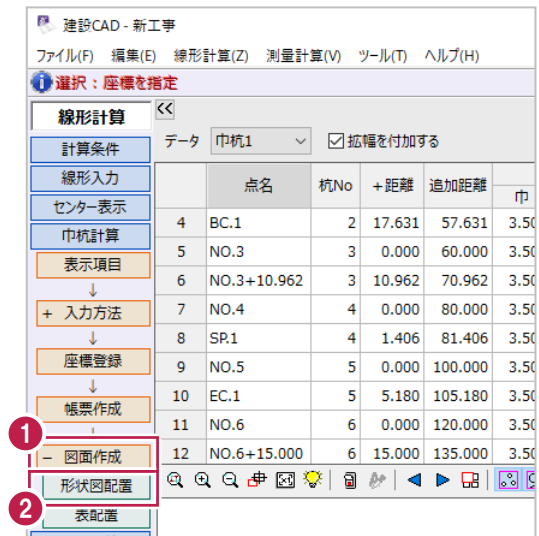 建設CAD - 新工事
ファイル(F) 編集(E) 線形計算(Z) 測量計算(V) ツール(T) ヘルプ(H)
選択：座標を指定
線形計算
計算条件
線形入力
センター表示
巾杭計算
表示項目
↓
+ 入力方法
↓
座標登録
↓
帳票作成
↓
1
− 図面作成
形状図配置
2
表配置
<<
データ 巾杭1 拡幅を付加する
点名 杭No +距離 追加距離 巾
4 BC.1 2 17.631 57.631 3.50
5 NO.3 3 0.000 60.000 3.50
6 NO.3+10.962 3 10.962 70.962 3.50
7 NO.4 4 0.000 80.000 3.50
8 SP.1 4 1.406 81.406 3.50
9 NO.5 5 0.000 100.000 3.50
10 EC.1 5 5.180 105.180 3.50
11 NO.6 6 0.000 120.000 3.50
12 NO.6+15.000 6 15.000 135.000 3.50